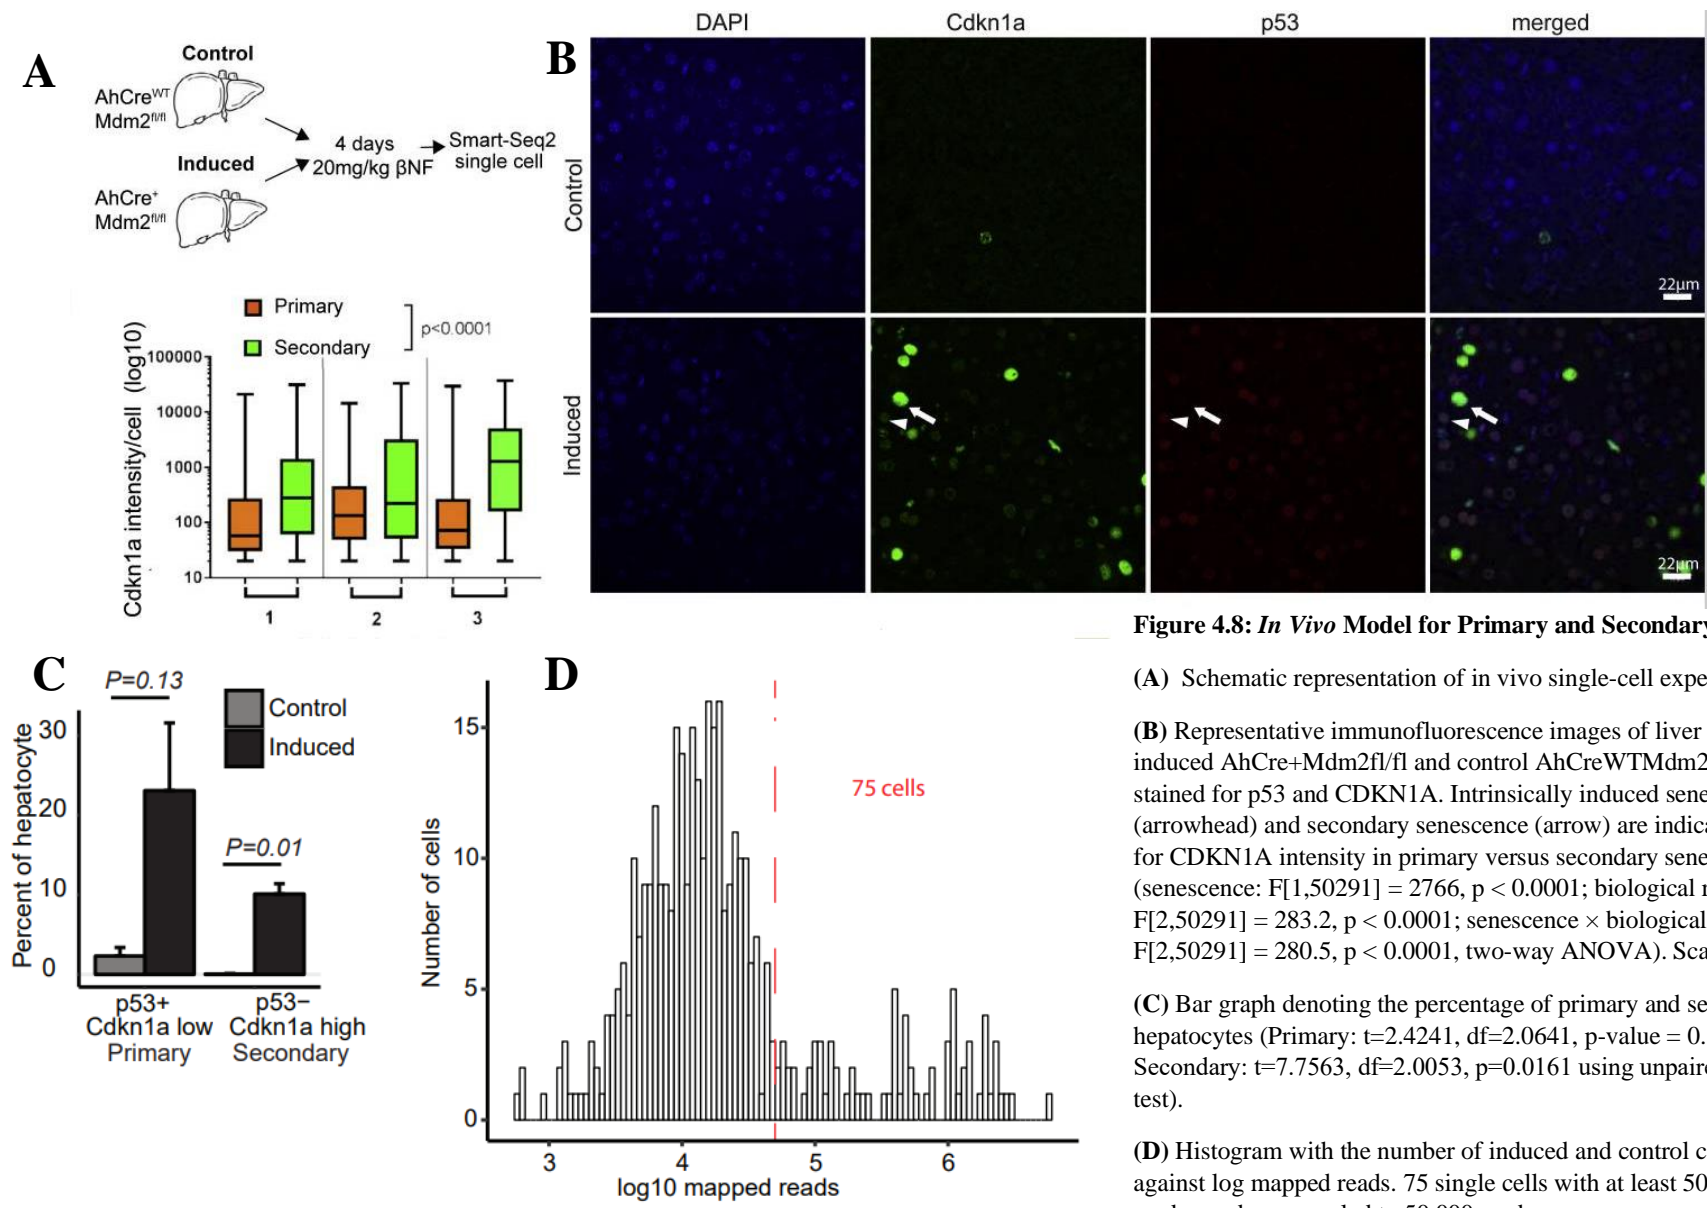 A
Control
AhCreWT
Mdm2fl/fl
Induced
AhCre+
Mdm2fl/fl
4 days
20mg/kg βNF
Smart-Seq2
single cell
Primary
Secondary
p<0.0001
Cdkn1a intensity/cell (log10)
100000
10000
1000
100
10
1
2
3
B
DAPI
Cdkn1a
p53
merged
Control
Induced
22µm
22µm
C
P=0.13
Control
Induced
P=0.01
Percent of hepatocyte
30
20
10
0
p53+
Cdkn1a low
Primary
p53−
Cdkn1a high
Secondary
D
75 cells
Number of cells
15
10
5
0
3
4
5
6
log10 mapped reads
Figure 4.8: In Vivo Model for Primary and Secondary
(A) Schematic representation of in vivo single-cell expe
(B) Representative immunofluorescence images of liver
induced AhCre+Mdm2fl/fl and control AhCreWTMdm2
stained for p53 and CDKN1A. Intrinsically induced sene
(arrowhead) and secondary senescence (arrow) are indica
for CDKN1A intensity in primary versus secondary sene
(senescence: F[1,50291] = 2766, p < 0.0001; biological r
F[2,50291] = 283.2, p < 0.0001; senescence × biological
F[2,50291] = 280.5, p < 0.0001, two-way ANOVA). Sca
(C) Bar graph denoting the percentage of primary and se
hepatocytes (Primary: t=2.4241, df=2.0641, p-value = 0.
Secondary: t=7.7563, df=2.0053, p=0.0161 using unpair
test).
(D) Histogram with the number of induced and control c
against log mapped reads. 75 single cells with at least 50